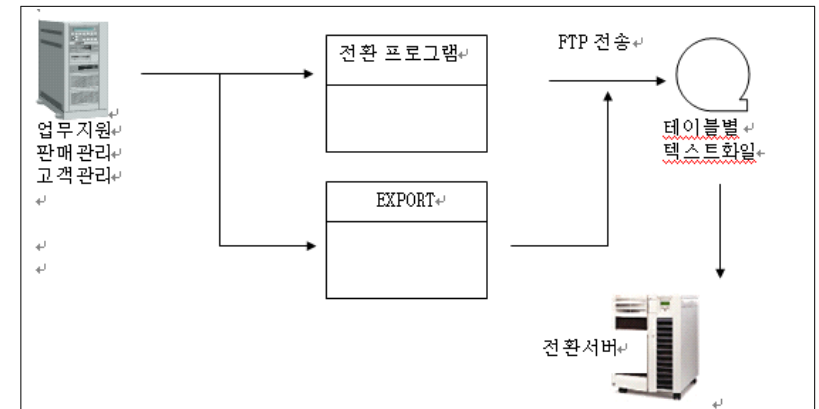 전환 프로그램
FTP 전송
업무지원
판매관리
고객관리
테이블별
텍스트화일
EXPORT
전환서버